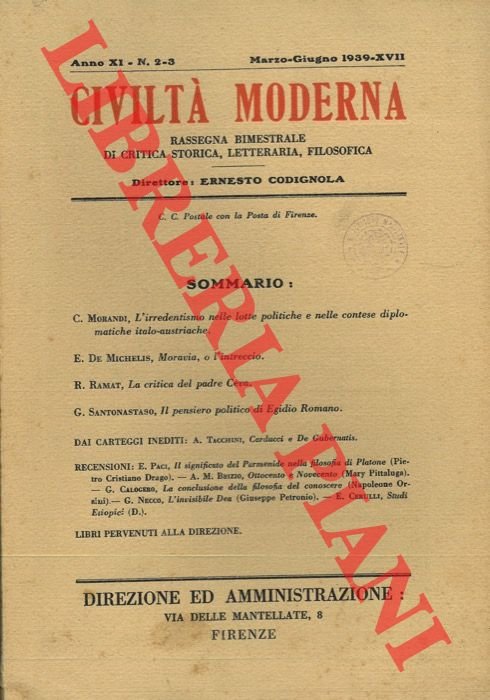 Anno XI - N. 2-3 Marzo-Giugno 1939-XVII
CIVILTÀ MODERNA
RASSEGNA BIMESTRALE
DI CRITICA STORICA, LETTERARIA, FILOSOFICA
Direttore: ERNESTO CODIGNOLA
C. C. Postale con la Posta di Firenze.
SOMMARIO:
C. MORANDI, L'irredentismo nelle lotte politiche e nelle contese diplo-
matiche italo-austriache.
E. DE MICHELIS, Moravia, o l'intreccio.
R. RAMAT, La critica del padre Ceva.
G. SANTONASTASO, Il pensiero politico di Egidio Romano.
DAI CARTEGGI INEDITI: A. TACCHINI, Carducci e De Gubernatis.
RECENSIONI: E. PACI, Il significato del Parmenide nella filosofia di Platone (Pie-
tro Cristiano Drago). — A. M. BRIZIO, Ottocento e Novecento (Mary Pittaluga).
— G. CALOGERO, La conclusione della filosofia del conoscere (Napoleone Or-
sini) — G. NECCO, L'invisibile Dea (Giuseppe Petronio). — E. CERULLI, Studi
Etiopici (D.).
LIBRI PERVENUTI ALLA DIREZIONE.
DIREZIONE ED AMMINISTRAZIONE:
VIA DELLE MANTELLATE, 8
FIRENZE
LIBRERIA PIANI